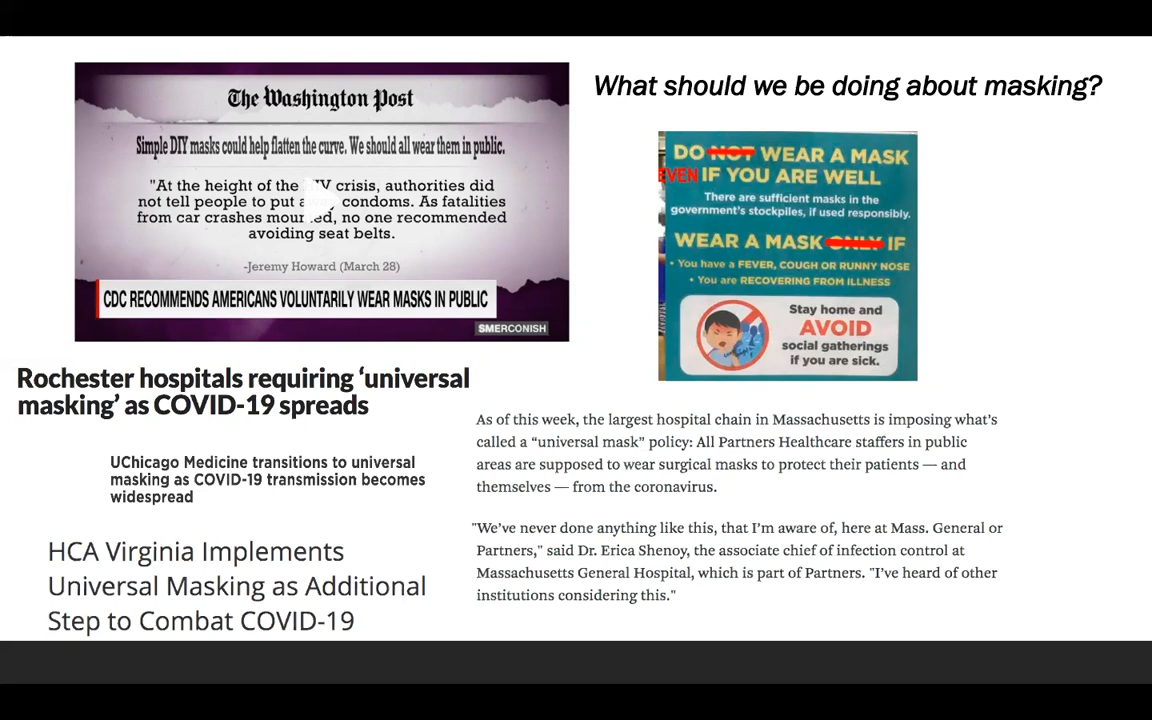 The Washington Post
Simple DIY masks could help flatten the curve. We should all wear them in public.
"At the height of the crisis, authorities did
not tell people to put condoms. As fatalities
from car crashes no one recommended
avoiding seat belts.
-Jeremy Howard (March 28)
CDC RECOMMENDS AMERICANS VOLUNTARILY WEAR MASKS IN PUBLIC
SMERCONISH
What should we be doing about masking?
DO NOT WEAR A MASK
EVEN IF YOU ARE WELL
There are sufficient masks in the
government's stockpiles, if used responsibly.
WEAR A MASK ONLY IF
• You have a FEVER, COUGH OR RUNNY NOSE
• You are RECOVERING FROM ILLNESS
Stay home and
AVOID
social gatherings
if you are sick.
Rochester hospitals requiring ‘universal
masking’ as COVID-19 spreads
UChicago Medicine transitions to universal
masking as COVID-19 transmission becomes
widespread
HCA Virginia Implements
Universal Masking as Additional
Step to Combat COVID-19
As of this week, the largest hospital chain in Massachusetts is imposing what’s
called a “universal mask” policy: All Partners Healthcare staffers in public
areas are supposed to wear surgical masks to protect their patients — and
themselves — from the coronavirus.
"We’ve never done anything like this, that I’m aware of, here at Mass. General or
Partners," said Dr. Erica Shenoy, the associate chief of infection control at
Massachusetts General Hospital, which is part of Partners. "I’ve heard of other
institutions considering this."